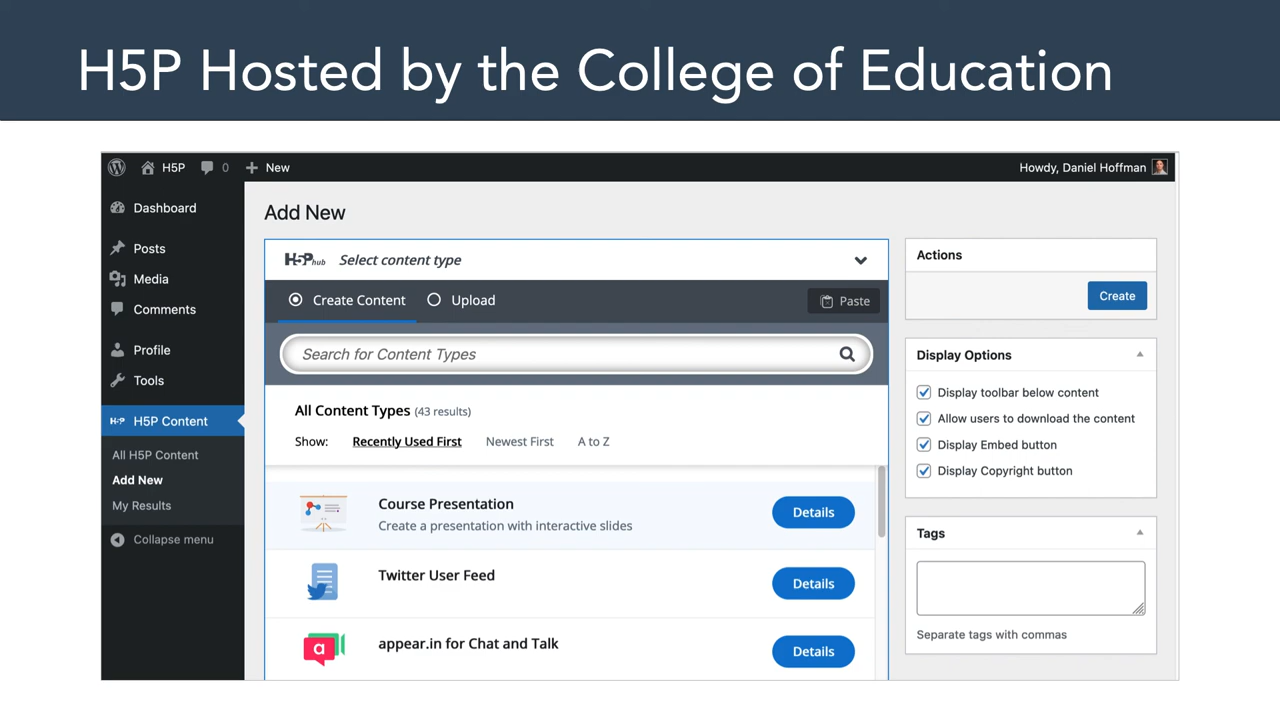 H5P Hosted by the College of Education
H5P 0 New
Howdy, Daniel Hoffman
Dashboard
Posts
Media
Comments
Profile
Tools
H5P H5P Content
All H5P Content
Add New
My Results
Collapse menu
Add New
H5P hub Select content type
Create Content Upload Paste
Search for Content Types
All Content Types (43 results)
Show: Recently Used First Newest First A to Z
Course Presentation
Create a presentation with interactive slides
Details
Twitter User Feed
Details
a
appear.in for Chat and Talk
Details
Actions
Create
Display Options
Display toolbar below content
Allow users to download the content
Display Embed button
Display Copyright button
Tags
Separate tags with commas